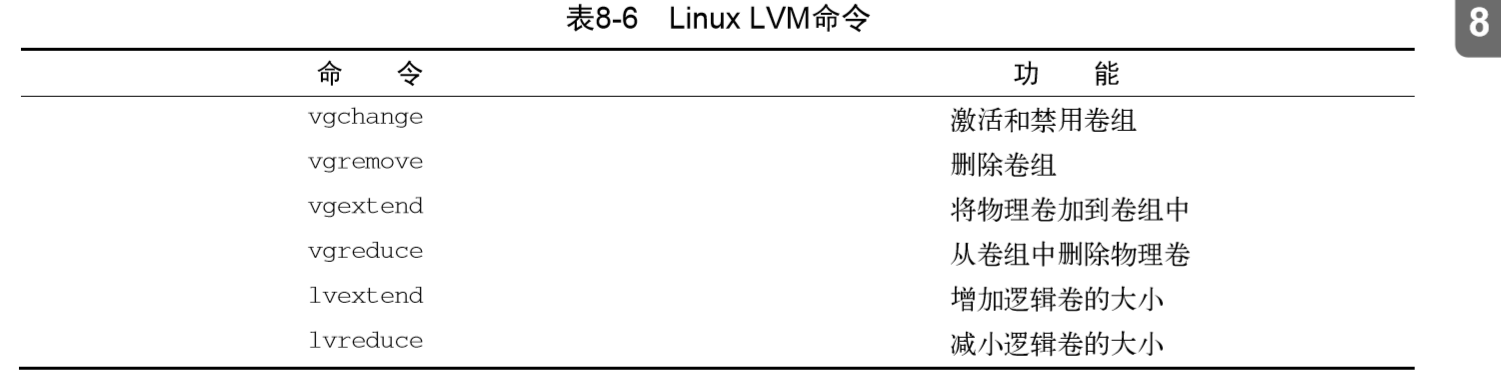 表8-6 Linux LVM命令
8
命 令 功 能
vgchange 激活和禁用卷组
vgremove 删除卷组
vgextend 将物理卷加到卷组中
vgreduce 从卷组中删除物理卷
lvextend 增加逻辑卷的大小
lvreduce 减小逻辑卷的大小